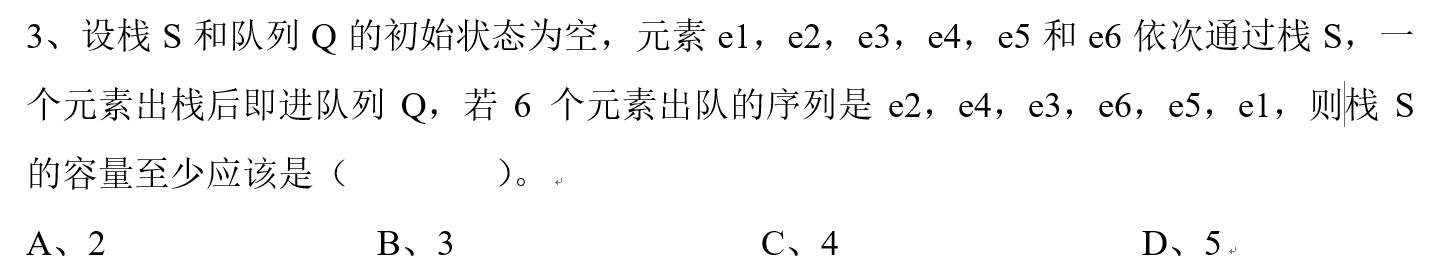 3、设栈 S 和队列 Q 的初始状态为空，元素 e1，e2，e3，e4，e5 和 e6 依次通过栈 S，一
个元素出栈后即进队列 Q，若 6 个元素出队的序列是 e2，e4，e3，e6，e5，e1，则栈 S
的容量至少应该是（ ）。
A、2 B、3 C、4 D、5